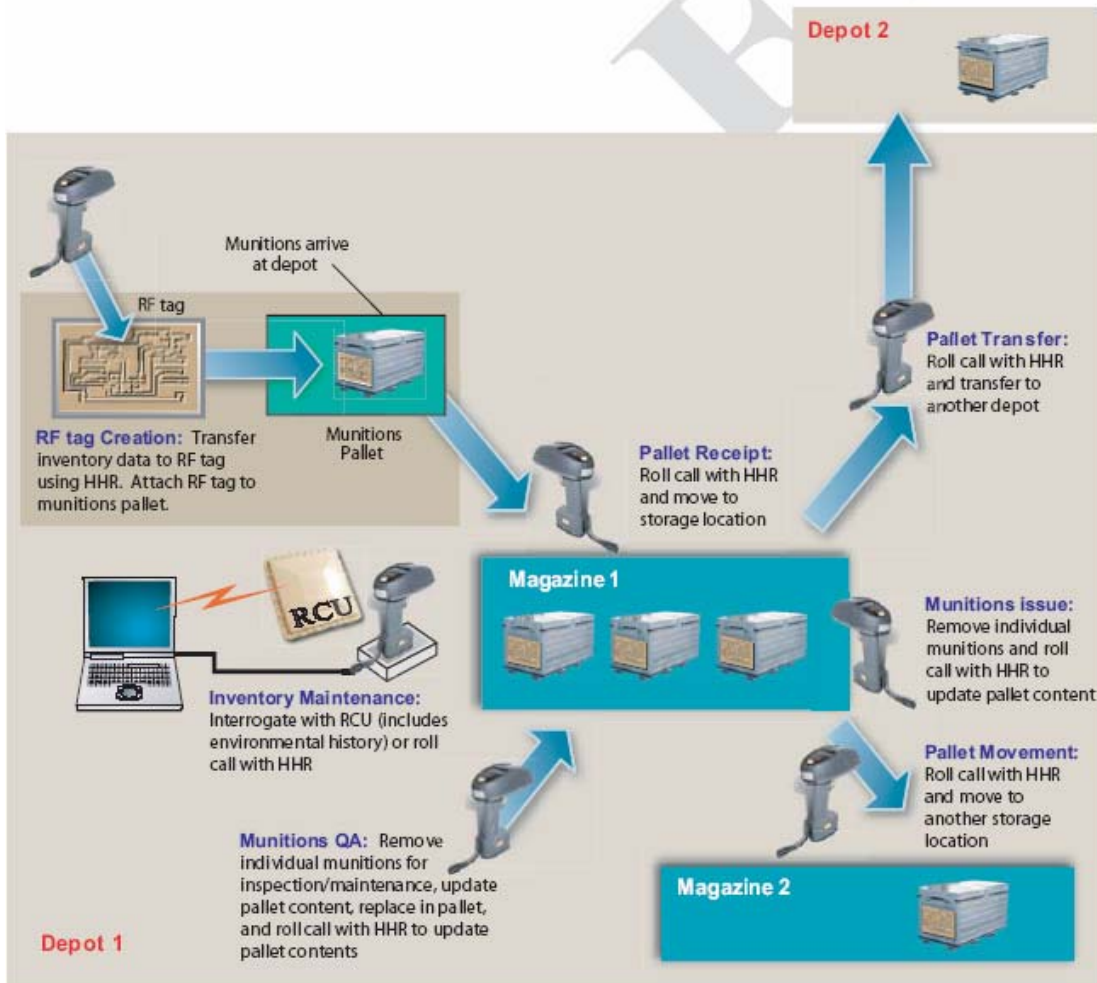 Depot 2
Munitions arrive
at depot
RF tag
RF tag Creation: Transfer
inventory data to RF tag
using HHR. Attach RF tag to
munitions pallet.
Munitions
Pallet
Pallet Transfer:
Roll call with HHR
and transfer to
another depot
Pallet Receipt:
Roll call with HHR
and move to
storage location
RCU
Inventory Maintenance:
Interrogate with RCU (includes
environmental history) or roll
call with HHR
Magazine 1
Munitions issue:
Remove individual
munitions and roll
call with HHR to
update pallet content
Pallet Movement:
Roll call with HHR
and move to
another storage
location
Munitions QA: Remove
individual munitions for
inspection/maintenance, update
pallet content, replace in pallet,
and roll call with HHR to update
pallet contents
Magazine 2
Depot 1